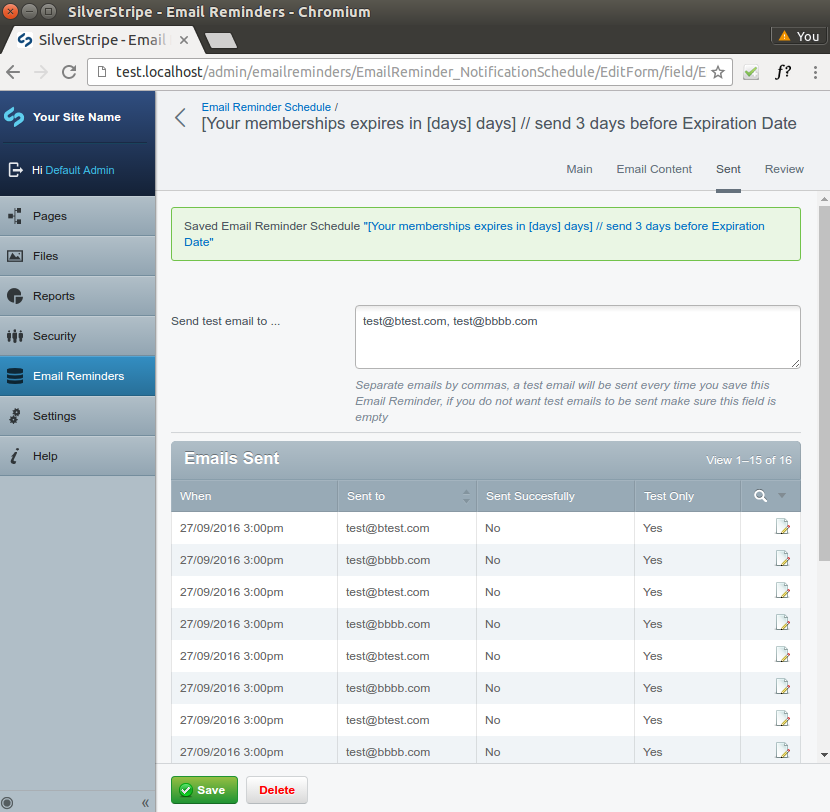 SilverStripe - Email Reminders - Chromium
SilverStripe - Email
You
test.localhost/admin/emailreminders/EmailReminder_NotificationSchedule/EditForm/field/E
f?
Your Site Name
Hi Default Admin
Pages
Files
Reports
Security
Email Reminders
Settings
Help
«
Email Reminder Schedule /
[Your memberships expires in [days] days] // send 3 days before Expiration Date
Main Email Content Sent Review
Saved Email Reminder Schedule "[Your memberships expires in [days] days] // send 3 days before Expiration
Date"
Send test email to ...
test@btest.com, test@bbbb.com
Separate emails by commas, a test email will be sent every time you save this
Email Reminder, if you do not want test emails to be sent make sure this field is
empty
Emails Sent View 1–15 of 16
When Sent to Sent Succesfully Test Only
27/09/2016 3:00pm test@btest.com No Yes
27/09/2016 3:00pm test@bbbb.com No Yes
27/09/2016 3:00pm test@btest.com No Yes
27/09/2016 3:00pm test@bbbb.com No Yes
27/09/2016 3:00pm test@btest.com No Yes
27/09/2016 3:00pm test@bbbb.com No Yes
27/09/2016 3:00pm test@btest.com No Yes
27/09/2016 3:00pm test@bbbb.com No Yes
Save Delete